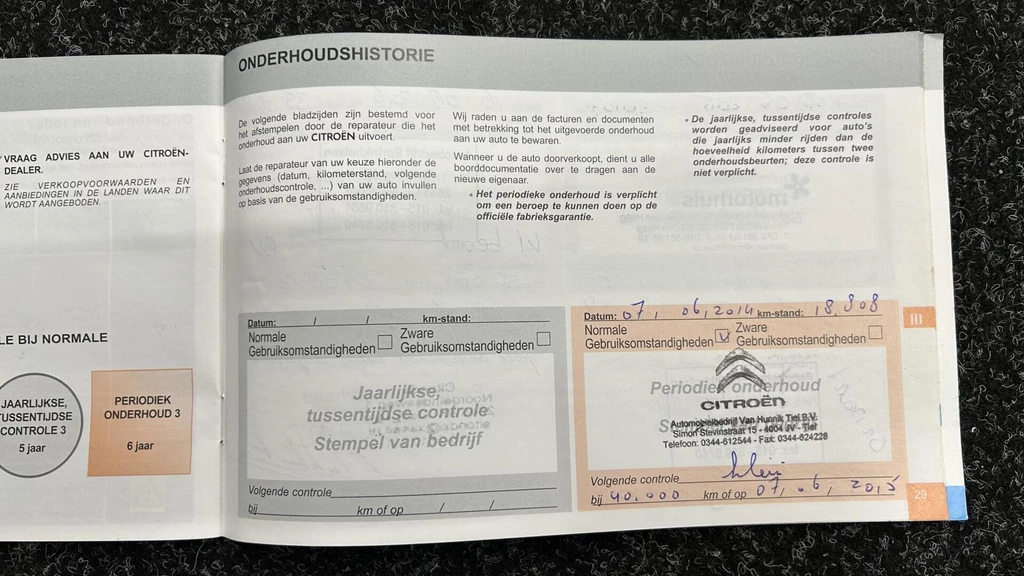 VRAAG ADVIES AAN UW CITROËN-
DEALER.
ZIE VERKOOPVOORWAARDEN EN
AANBIEDINGEN IN DE LANDEN WAAR DIT
WORDT AANGEBODEN.
LE BIJ NORMALE
JAARLIJKSE,
TUSSENTIJDSE
CONTROLE 3
5 jaar
PERIODIEK
ONDERHOUD 3
6 jaar
ONDERHOUDSHISTORIE
De volgende bladzijden zijn bestemd voor
het afstempelen door de reparateur die het
onderhoud aan uw CITROËN uitvoert.
Laat de reparateur van uw keuze hieronder de
gegevens (datum, kilometerstand, volgende
onderhoudscontrole, ...) van uw auto invullen
op basis van de gebruiksomstandigheden.
Wij raden u aan de facturen en documenten
met betrekking tot het uitgevoerde onderhoud
aan uw auto te bewaren.
Wanneer u de auto doorverkoopt, dient u alle
boorddocumentatie over te dragen aan de
nieuwe eigenaar.
• Het periodieke onderhoud is verplicht
om een beroep te kunnen doen op de
officiële fabrieksgarantie.
• De jaarlijkse, tussentijdse controles
worden geadviseerd voor auto's
die jaarlijks minder rijden dan de
hoeveelheid kilometers tussen twee
onderhoudsbeurten; deze controle is
niet verplicht.
Datum: / / km-stand:
Normale
Gebruiksomstandigheden
Zware
Gebruiksomstandigheden
Jaarlijkse,
tussentijdse controle
Stempel van bedrijf
Volgende controle
bij km of op / /
Datum: 07, 06, 2014 km-stand: 18.808
Normale
Gebruiksomstandigheden
Zware
Gebruiksomstandigheden
Periodiek onderhoud
CITROËN
Automobielbedrijf Van Hunnik Tiel B.V.
Simon Stevinstraat 15 - 4004 JV - Tiel
Telefoon: 0344-612544 - Fax: 0344-624228
Volgende controle klein
bij 40.000 km of op 07, 06, 2015
III
29